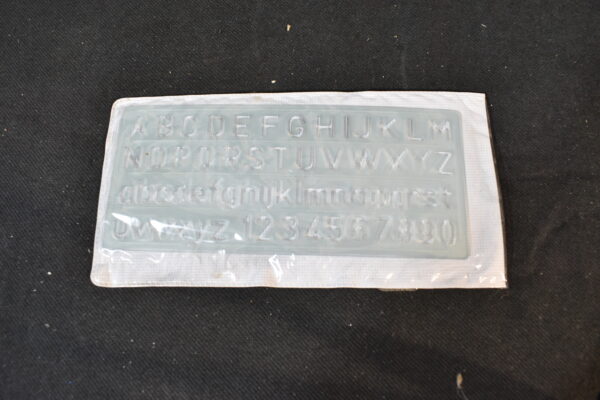 ABCDEFGHIJKLM
NOPQRSTUVWXYZ
abcdefghijklmnopqrst
uvwxyz 1234567890